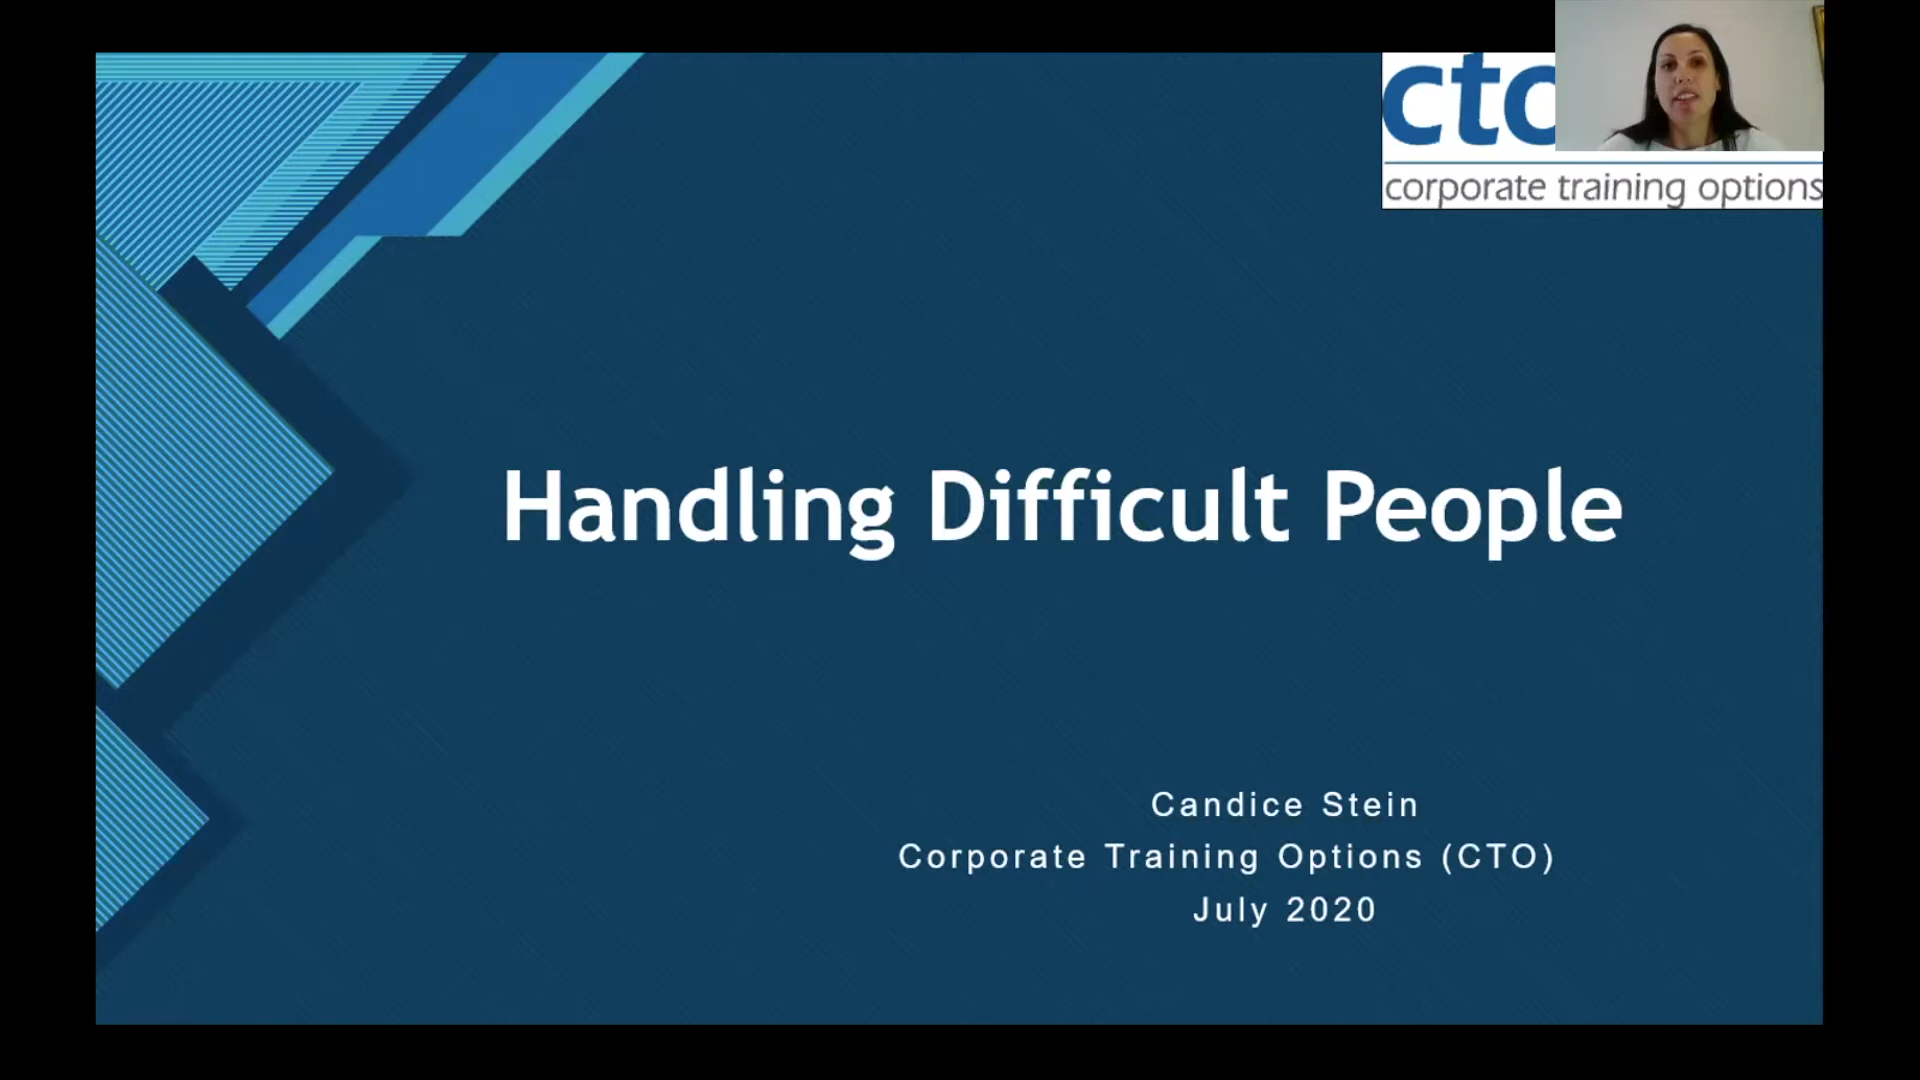 cto
corporate training options
Handling Difficult People
Candice Stein
Corporate Training Options (CTO)
July 2020